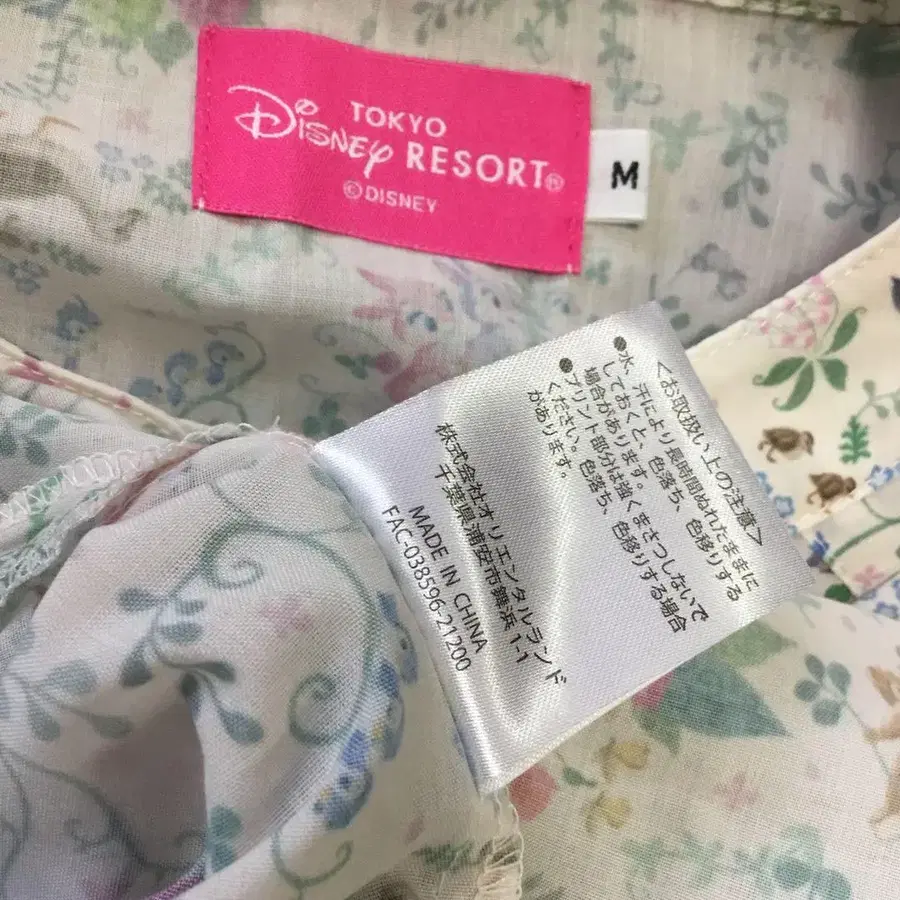 TOKYO
Disney RESORT®
©DISNEY
M
<お取扱い上の注意>
●水、汗により長時間ぬれたままに
しておくと、色落ち、色移りする
場合があります。
●プリント部分は強くまさつしないで
ください。色落ち、色移りする場合
があります。
株式会社オリエンタルランド
千葉県浦安市舞浜 1-1
MADE IN CHINA
FAC-038596-21200